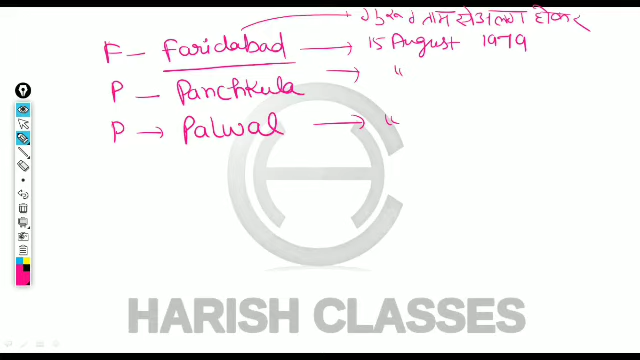 गुड़गांव से अलग होकर
F — Faridabad → 15 August 1979
P — Panchkula → "
P → Palwal → "
HARISH CLASSES